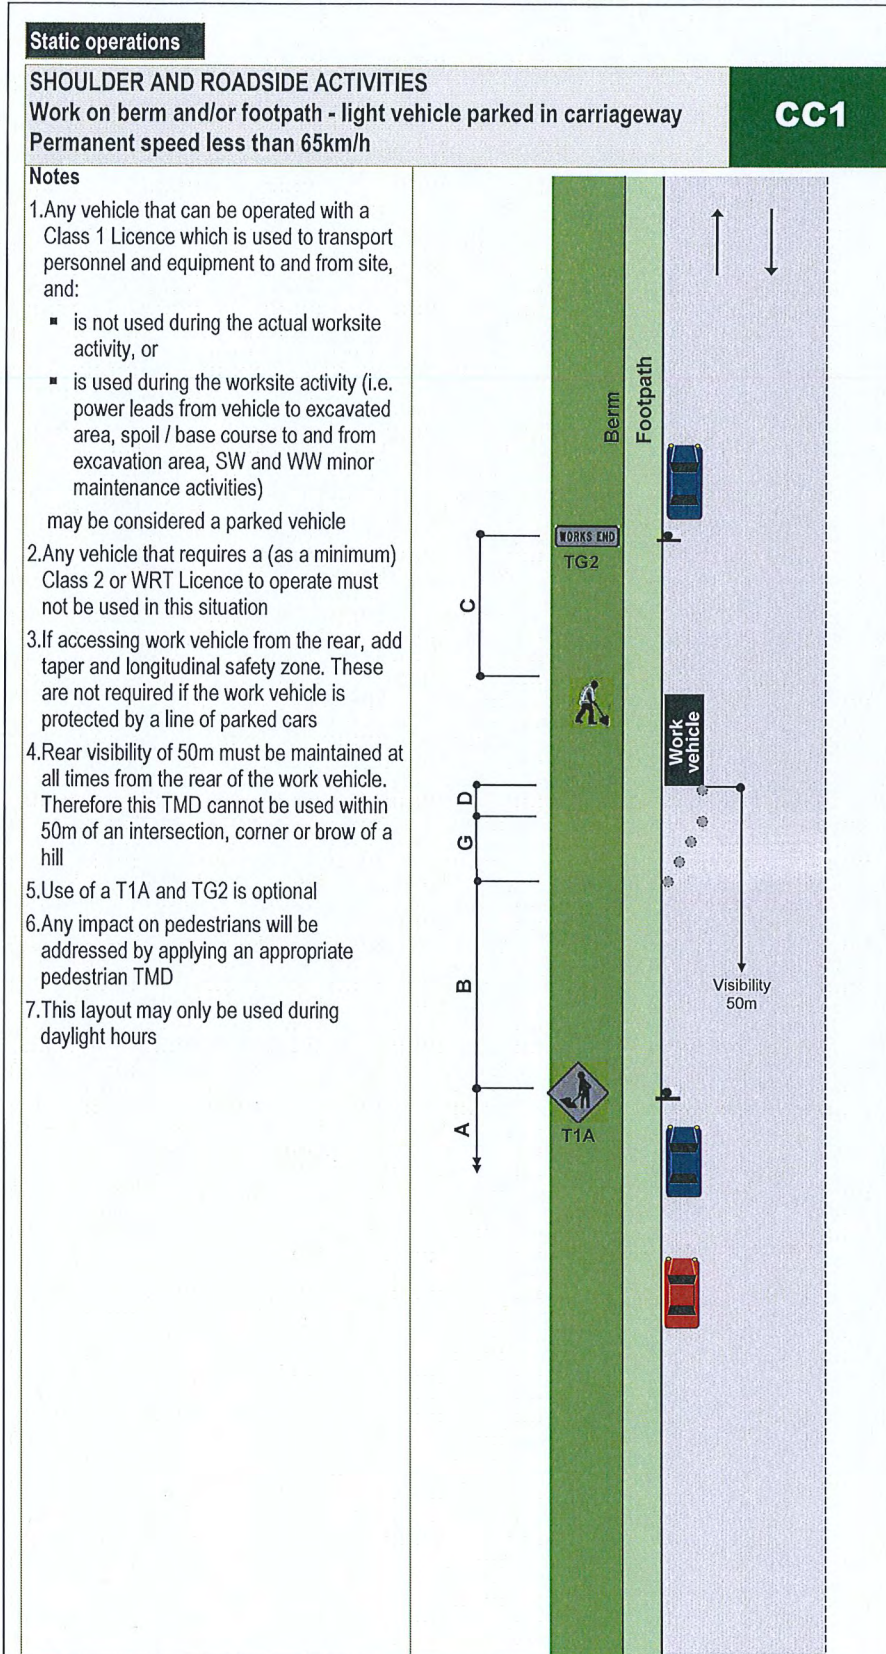 Static operations
SHOULDER AND ROADSIDE ACTIVITIES
Work on berm and/or footpath - light vehicle parked in carriageway
Permanent speed less than 65km/h
CC1
Notes
1.Any vehicle that can be operated with a
Class 1 Licence which is used to transport
personnel and equipment to and from site,
and:
▪ is not used during the actual worksite
activity, or
▪ is used during the worksite activity (i.e.
power leads from vehicle to excavated
area, spoil / base course to and from
excavation area, SW and WW minor
maintenance activities)
may be considered a parked vehicle
2.Any vehicle that requires a (as a minimum)
Class 2 or WRT Licence to operate must
not be used in this situation
3.If accessing work vehicle from the rear, add
taper and longitudinal safety zone. These
are not required if the work vehicle is
protected by a line of parked cars
4.Rear visibility of 50m must be maintained at
all times from the rear of the work vehicle.
Therefore this TMD cannot be used within
50m of an intersection, corner or brow of a
hill
5.Use of a T1A and TG2 is optional
6.Any impact on pedestrians will be
addressed by applying an appropriate
pedestrian TMD
7.This layout may only be used during
daylight hours
Berm
Footpath
WORKS END
TG2
C
Work
vehicle
D
G
B
Visibility
50m
T1A
A